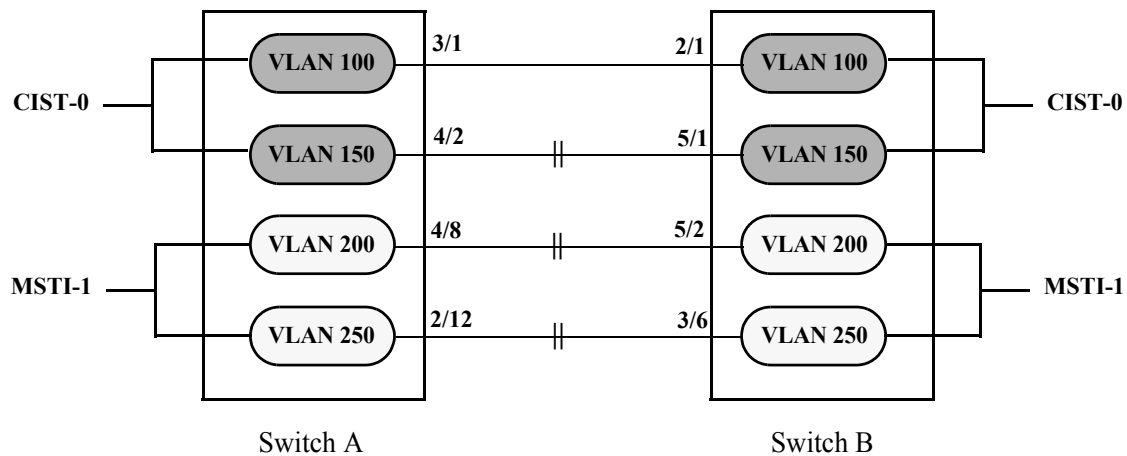 3/1
2/1
VLAN 100
VLAN 100
CIST-0
CIST-0
4/2
5/1
VLAN 150
VLAN 150
4/8
5/2
VLAN 200
VLAN 200
MSTI-1
MSTI-1
2/12
3/6
VLAN 250
VLAN 250
Switch A
Switch B